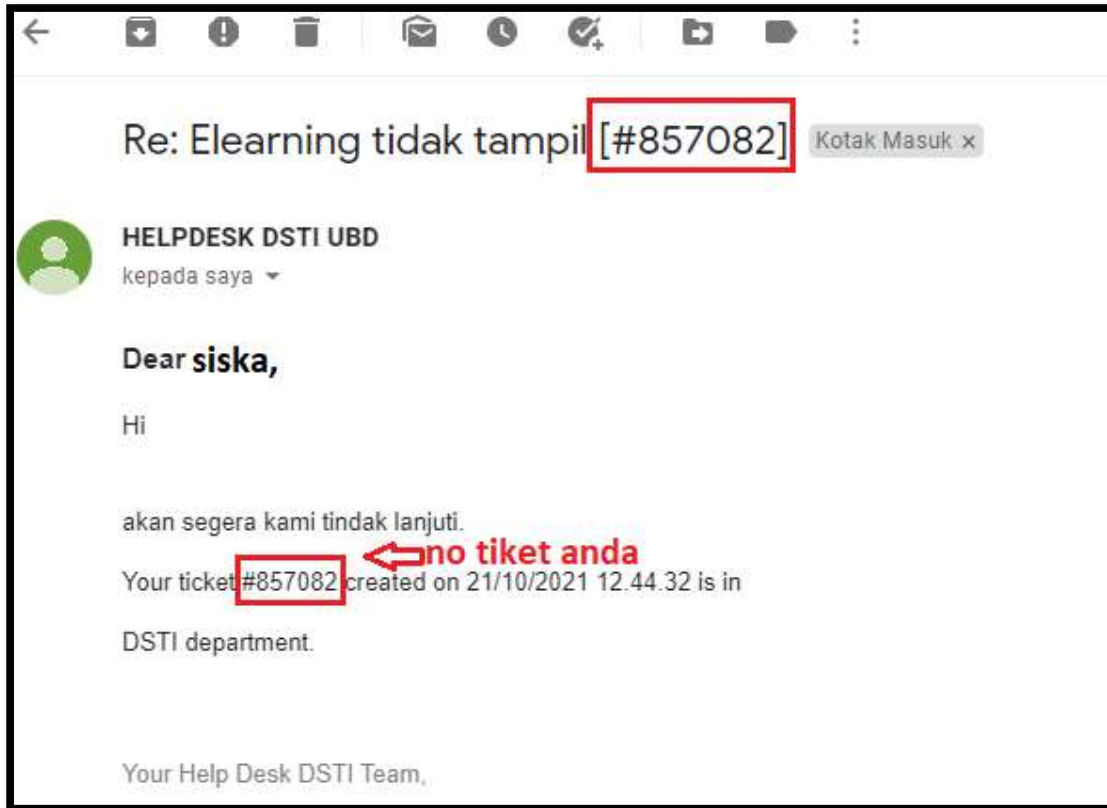 Re: Elearning tidak tampil [#857082] Kotak Masuk ×
HELPDESK DSTI UBD
kepada saya
Dear siska,
Hi
akan segera kami tindak lanjuti.
no tiket anda
Your ticket #857082 created on 21/10/2021 12.44.32 is in
DSTI department.
Your Help Desk DSTI Team,